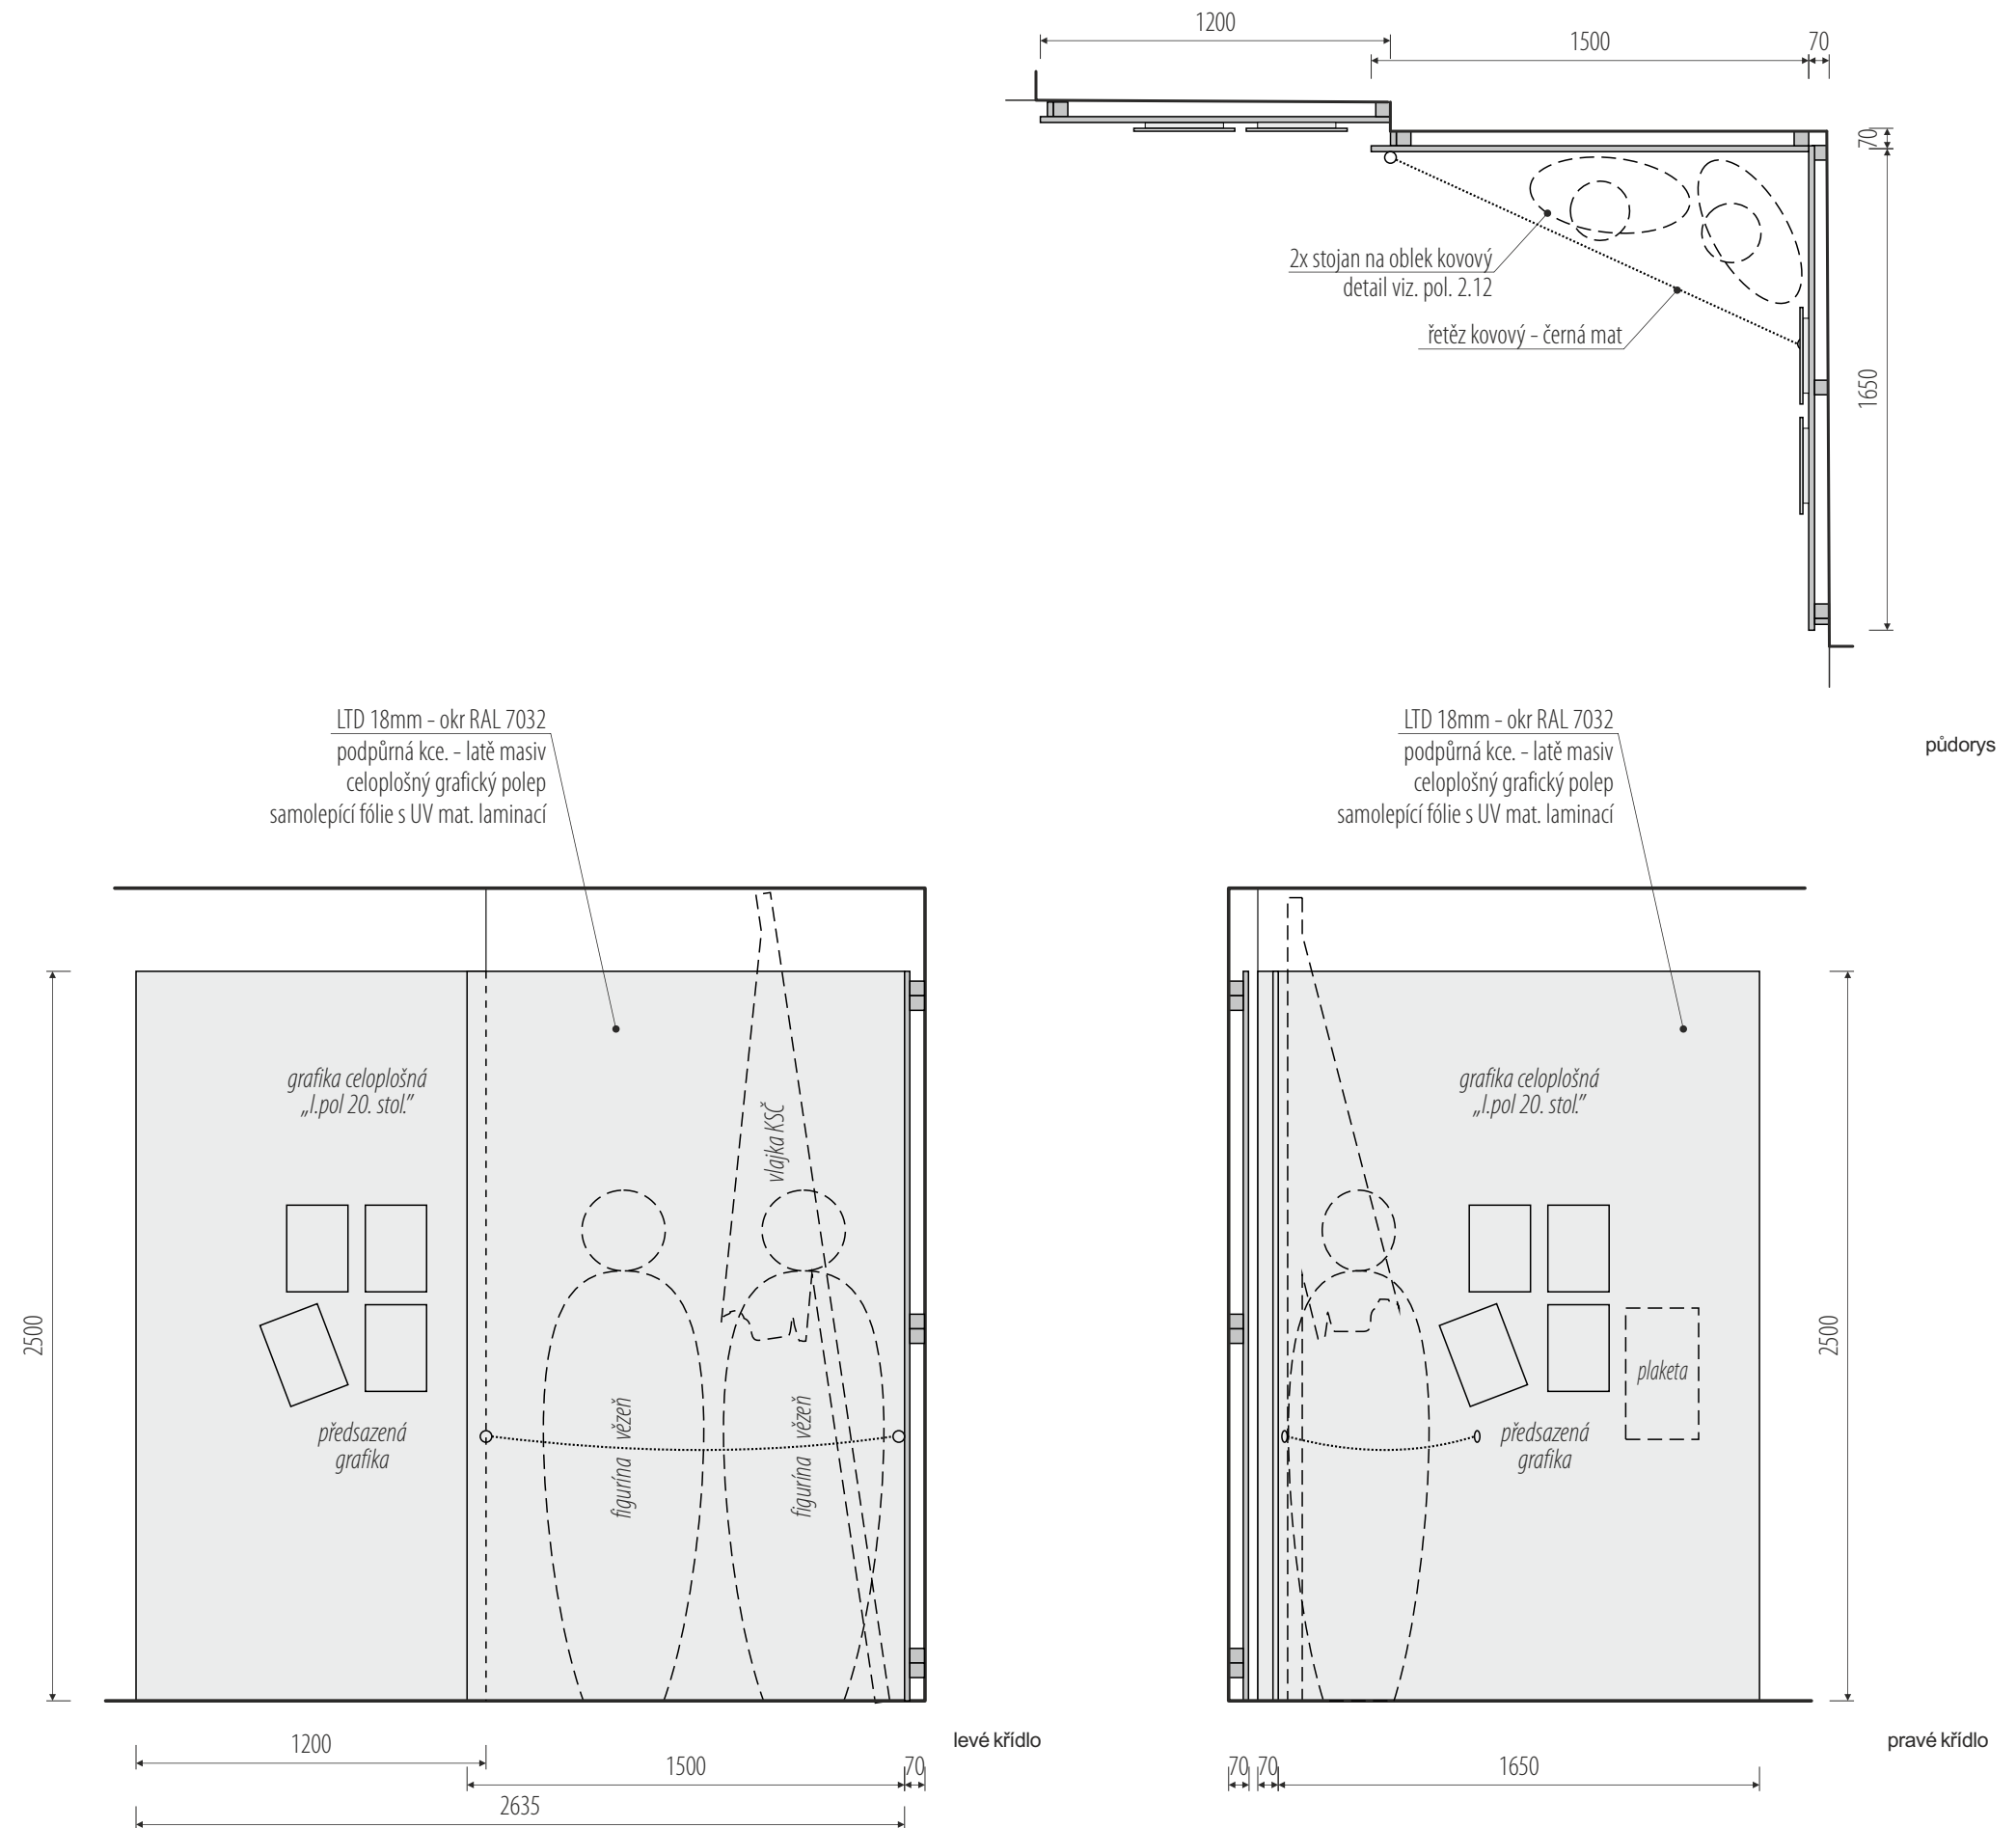 1200
1500
70
70
2x stojan na oblek kovový
detail viz. pol. 2.12
řetěz kovový - černá mat
1650
půdorys
LTD 18mm - okr RAL 7032
podpůrná kce. - latě masiv
celoplošný grafický polep
samolepící fólie s UV mat. laminací
LTD 18mm - okr RAL 7032
podpůrná kce. - latě masiv
celoplošný grafický polep
samolepící fólie s UV mat. laminací
2500
grafika celoplošná
„I.pol 20. stol.”
vlajka KSČ
předsazená
grafika
figurína vězeň
figurína vězeň
levé křídlo
1200
1500
70
2635
grafika celoplošná
„I.pol 20. stol.”
plaketa
předsazená
grafika
2500
pravé křídlo
70
70
1650